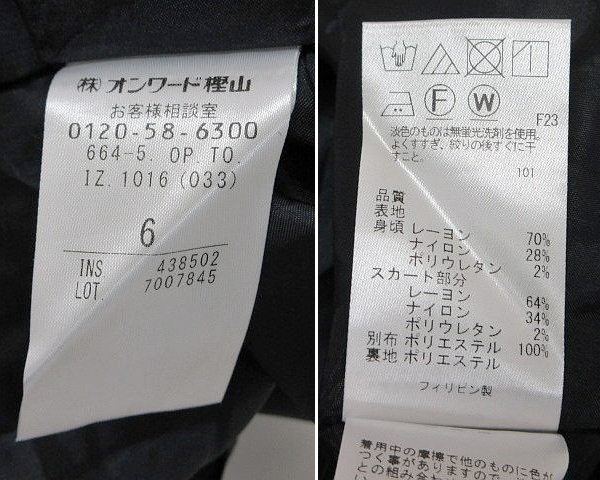 (株)オンワード樫山
お客様相談室
0120-58-6300
664-5. OP. TO.
IZ. 1016 (033)
6
INS 438502
LOT. 7007845
F W
F23
淡色のものは無蛍光洗剤を使用。
よくすすぎ、絞りの後すぐに干
すこと。
101
品質
表地
身頃 レーヨン 70%
ナイロン 28%
ポリウレタン 2%
スカート部分
レーヨン 64%
ナイロン 34%
ポリウレタン 2%
別布 ポリエステル 100%
裏地 ポリエステル
フィリピン製
着用中の摩擦で他のものに色が
つく事がありますので
との組み合わ